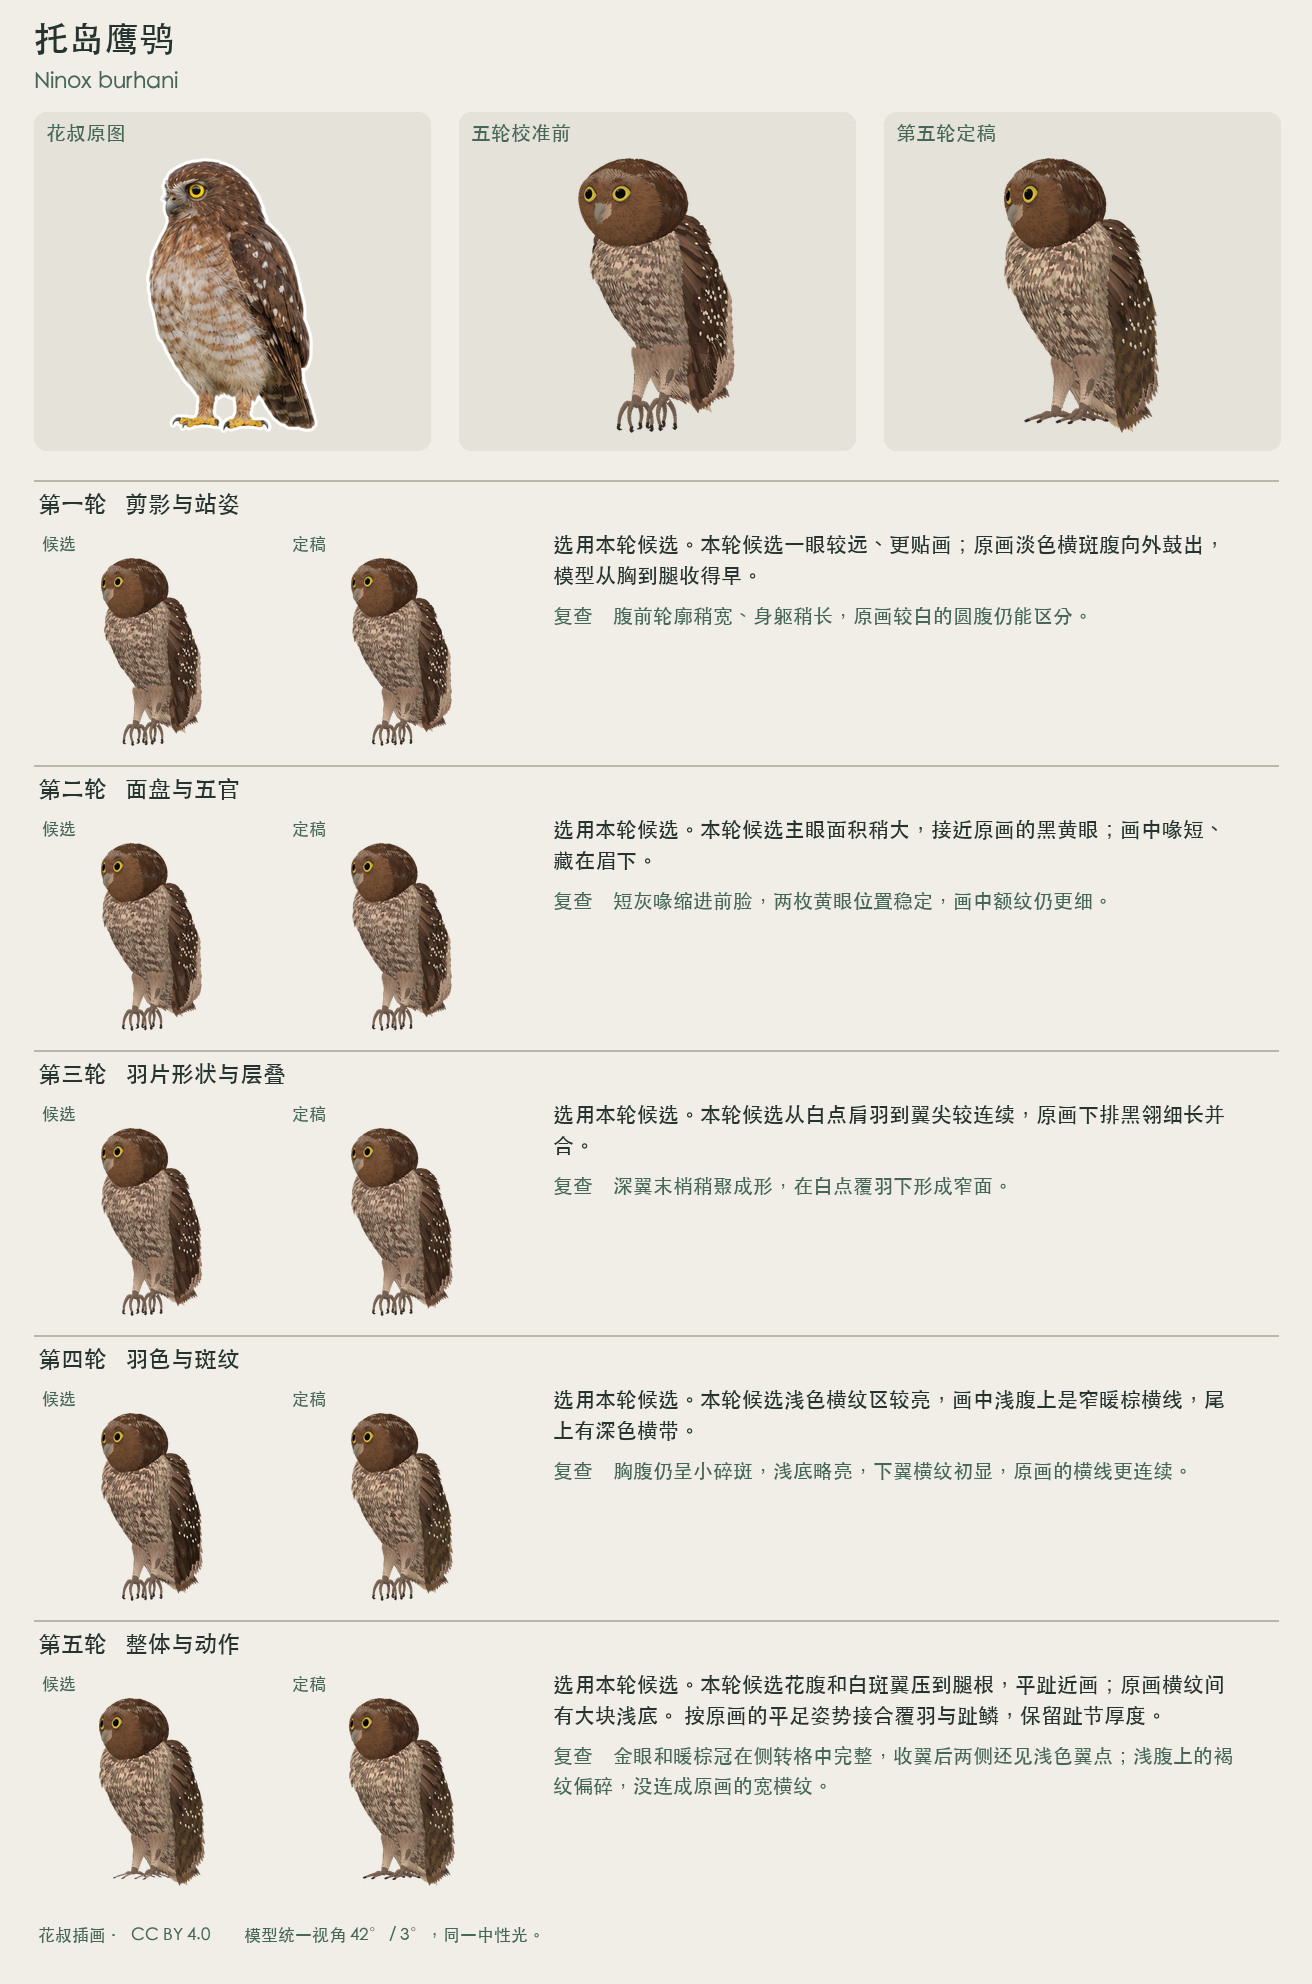 托岛鹰鸮
Ninox burhani
花叔原图
五轮校准前
第五轮定稿
第一轮 剪影与站姿
候选
定稿
选用本轮候选。本轮候选一眼较远、更贴画；原画淡色横斑腹向外鼓出，
模型从胸到腿收得早。
复查 腹前轮廓稍宽、身躯稍长，原画较白的圆腹仍能区分。
第二轮 面盘与五官
候选
定稿
选用本轮候选。本轮候选主眼面积稍大，接近原画的黑黄眼；画中喙短、
藏在眉下。
复查 短灰喙缩进前脸，两枚黄眼位置稳定，画中额纹仍更细。
第三轮 羽片形状与层叠
候选
定稿
选用本轮候选。本轮候选从白点肩羽到翼尖较连续，原画下排黑翎细长并
合。
复查 深翼末梢稍聚成形，在白点覆羽下形成窄面。
第四轮 羽色与斑纹
候选
定稿
选用本轮候选。本轮候选浅色横纹区较亮，画中浅腹上是窄暖棕横线，尾
上有深色横带。
复查 胸腹仍呈小碎斑，浅底略亮，下翼横纹初显，原画的横线更连续。
第五轮 整体与动作
候选
定稿
选用本轮候选。本轮候选花腹和白斑翼压到腿根，平趾近画；原画横纹间
有大块浅底。 按原画的平足姿势接合覆羽与趾鳞，保留趾节厚度。
复查 金眼和暖棕冠在侧转格中完整，收翼后两侧还见浅色翼点；浅腹上的褐
纹偏碎，没连成原画的宽横纹。
花叔插画 · CC BY 4.0 模型统一视角 42° / 3° ，同一中性光。